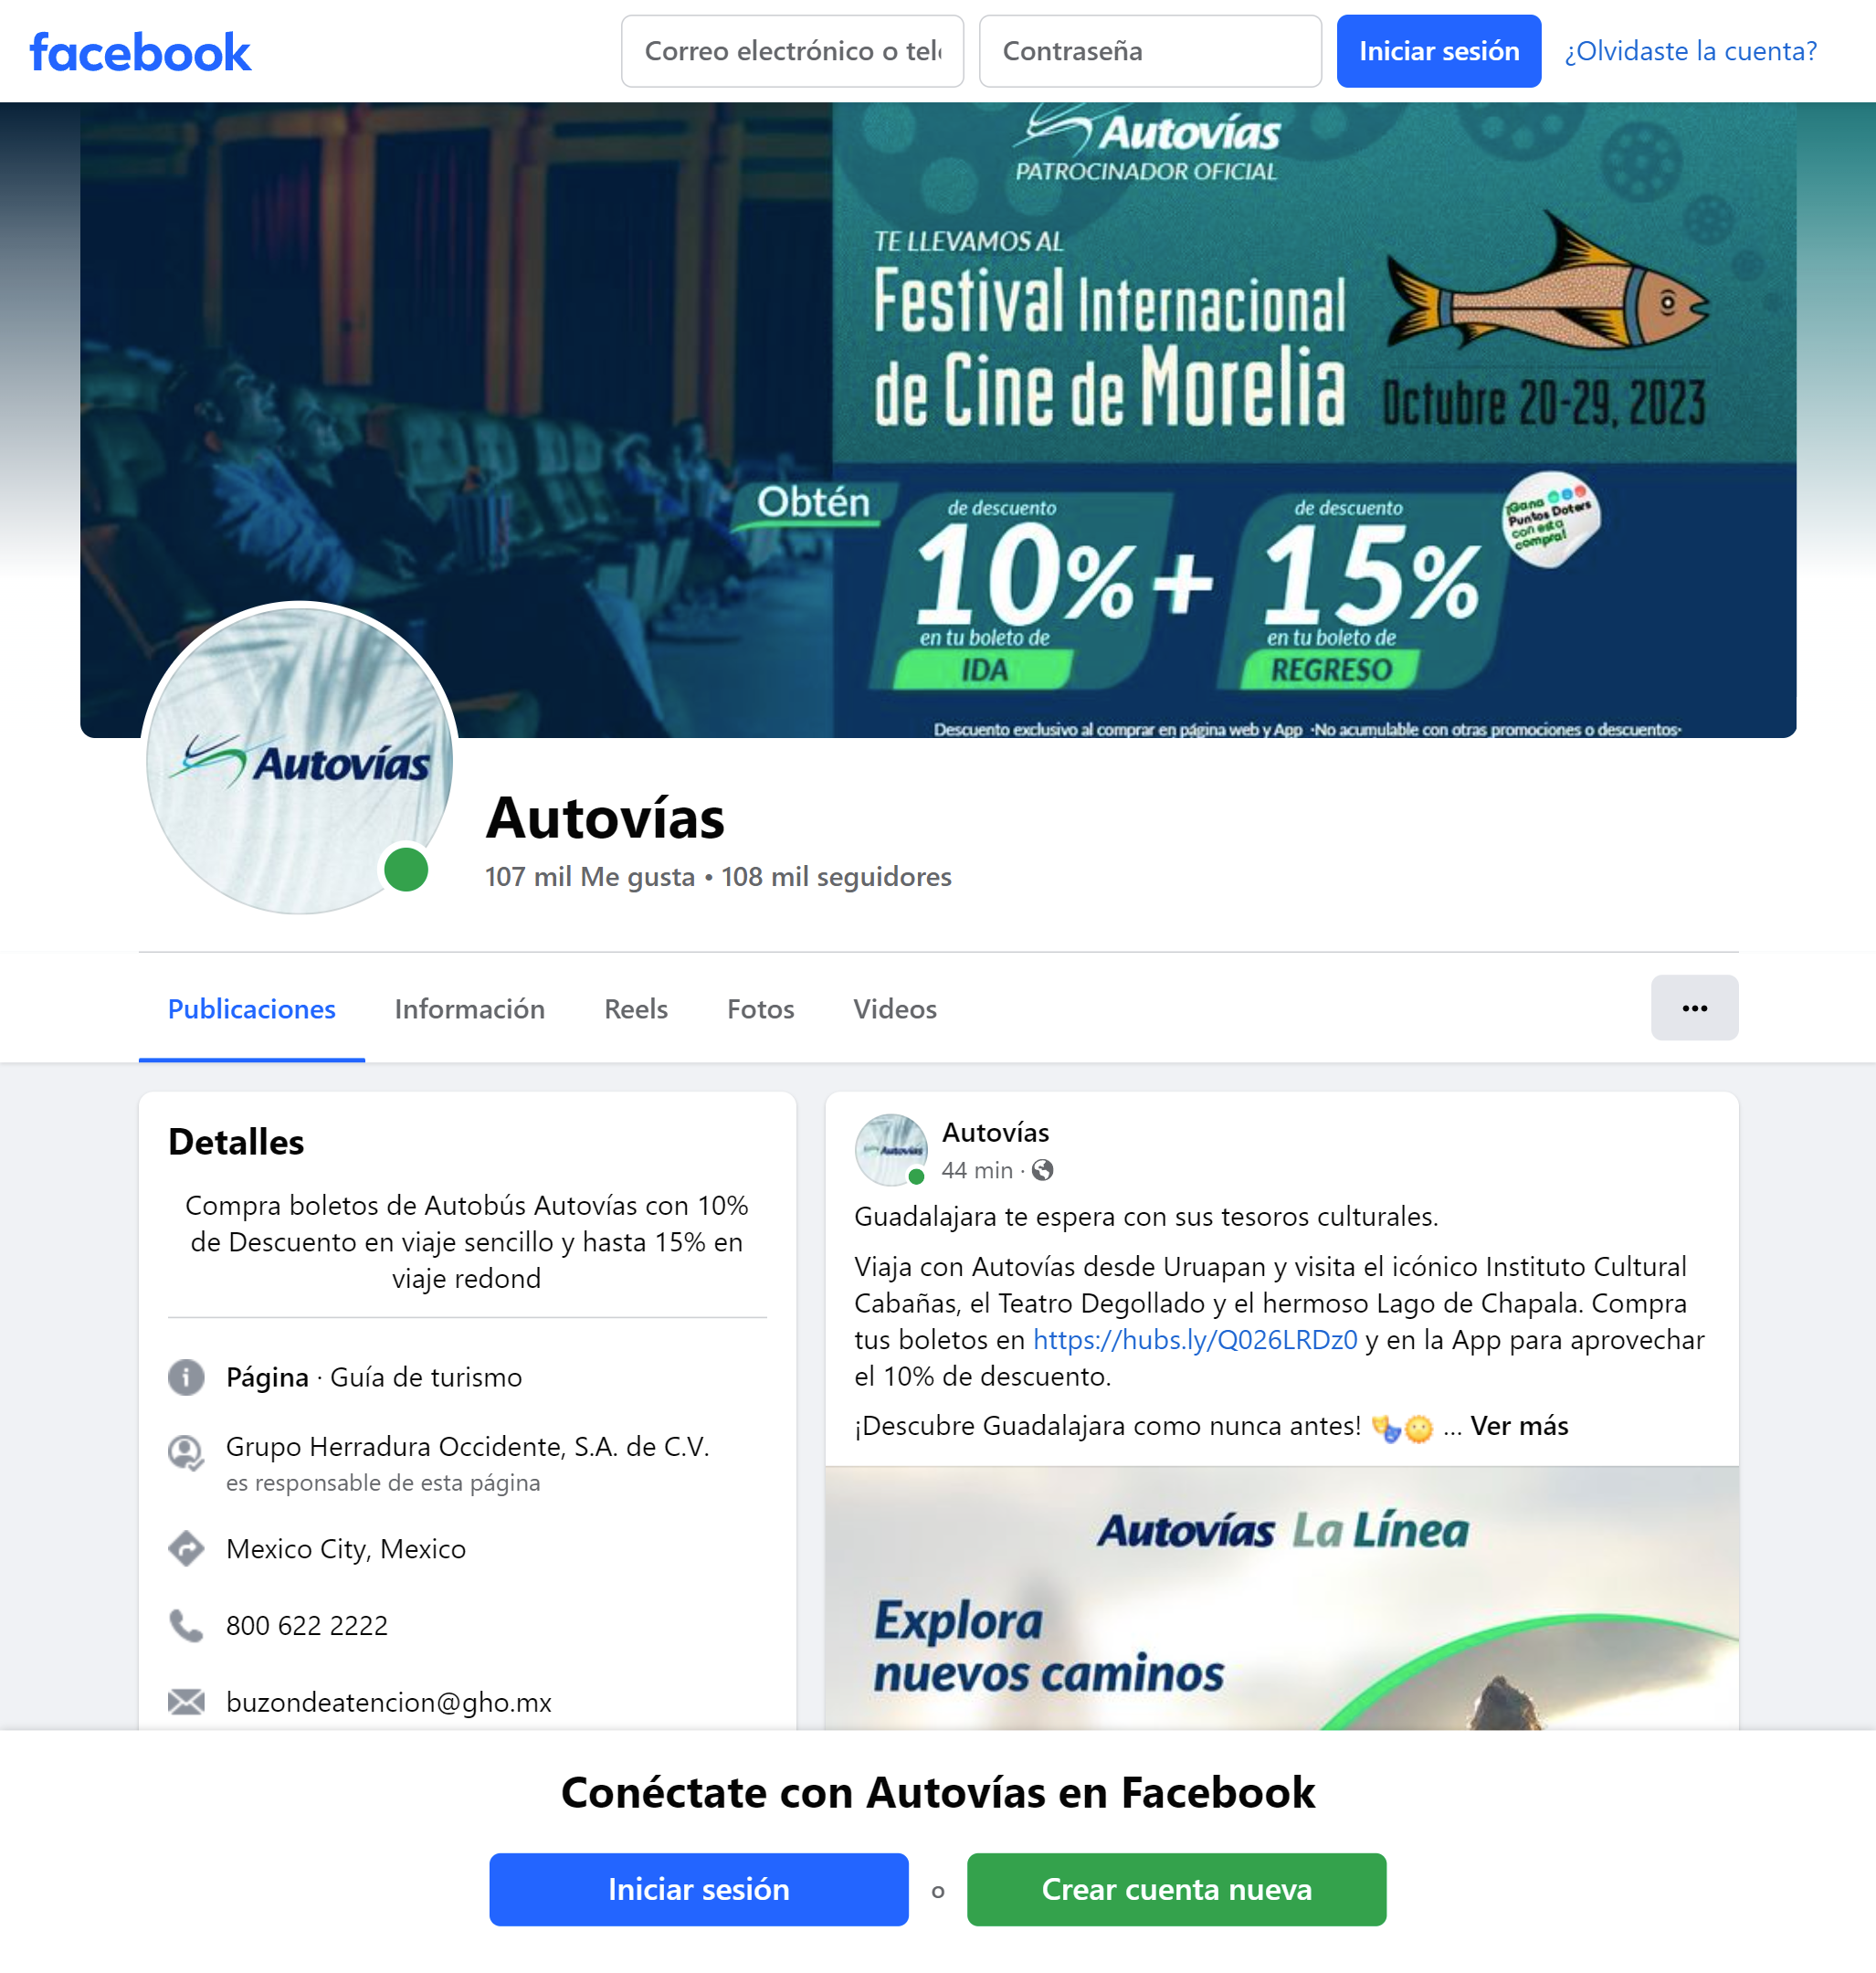 facebook
Correo electrónico o tel
Contraseña
Iniciar sesión
¿Olvidaste la cuenta?
Autovías
PATROCINADOR OFICIAL
TE LLEVAMOS AL
Festival Internacional
de Cine de Morelia
Octubre 20-29, 2023
Obtén
de descuento
10% +
en tu boleto de
IDA
de descuento
15%
en tu boleto de
REGRESO
¡Gana
Puntos Doters
con esta
compra!
Descuento exclusivo al comprar en página web y App ·No acumulable con otras promociones o descuentos·
Autovías
Autovías
107 mil Me gusta • 108 mil seguidores
Publicaciones
Información
Reels
Fotos
Videos
Detalles
Compra boletos de Autobús Autovías con 10%
de Descuento en viaje sencillo y hasta 15% en
viaje redond
Página · Guía de turismo
Grupo Herradura Occidente, S.A. de C.V.
es responsable de esta página
Mexico City, Mexico
800 622 2222
buzondeatencion@gho.mx
Autovías
Autovías
44 min ·
Guadalajara te espera con sus tesoros culturales.
Viaja con Autovías desde Uruapan y visita el icónico Instituto Cultural
Cabañas, el Teatro Degollado y el hermoso Lago de Chapala. Compra
tus boletos en https://hubs.ly/Q026LRDz0 y en la App para aprovechar
el 10% de descuento.
¡Descubre Guadalajara como nunca antes! 🎭🌞 ... Ver más
Autovías La Línea
Explora
nuevos caminos
Conéctate con Autovías en Facebook
Iniciar sesión
o
Crear cuenta nueva